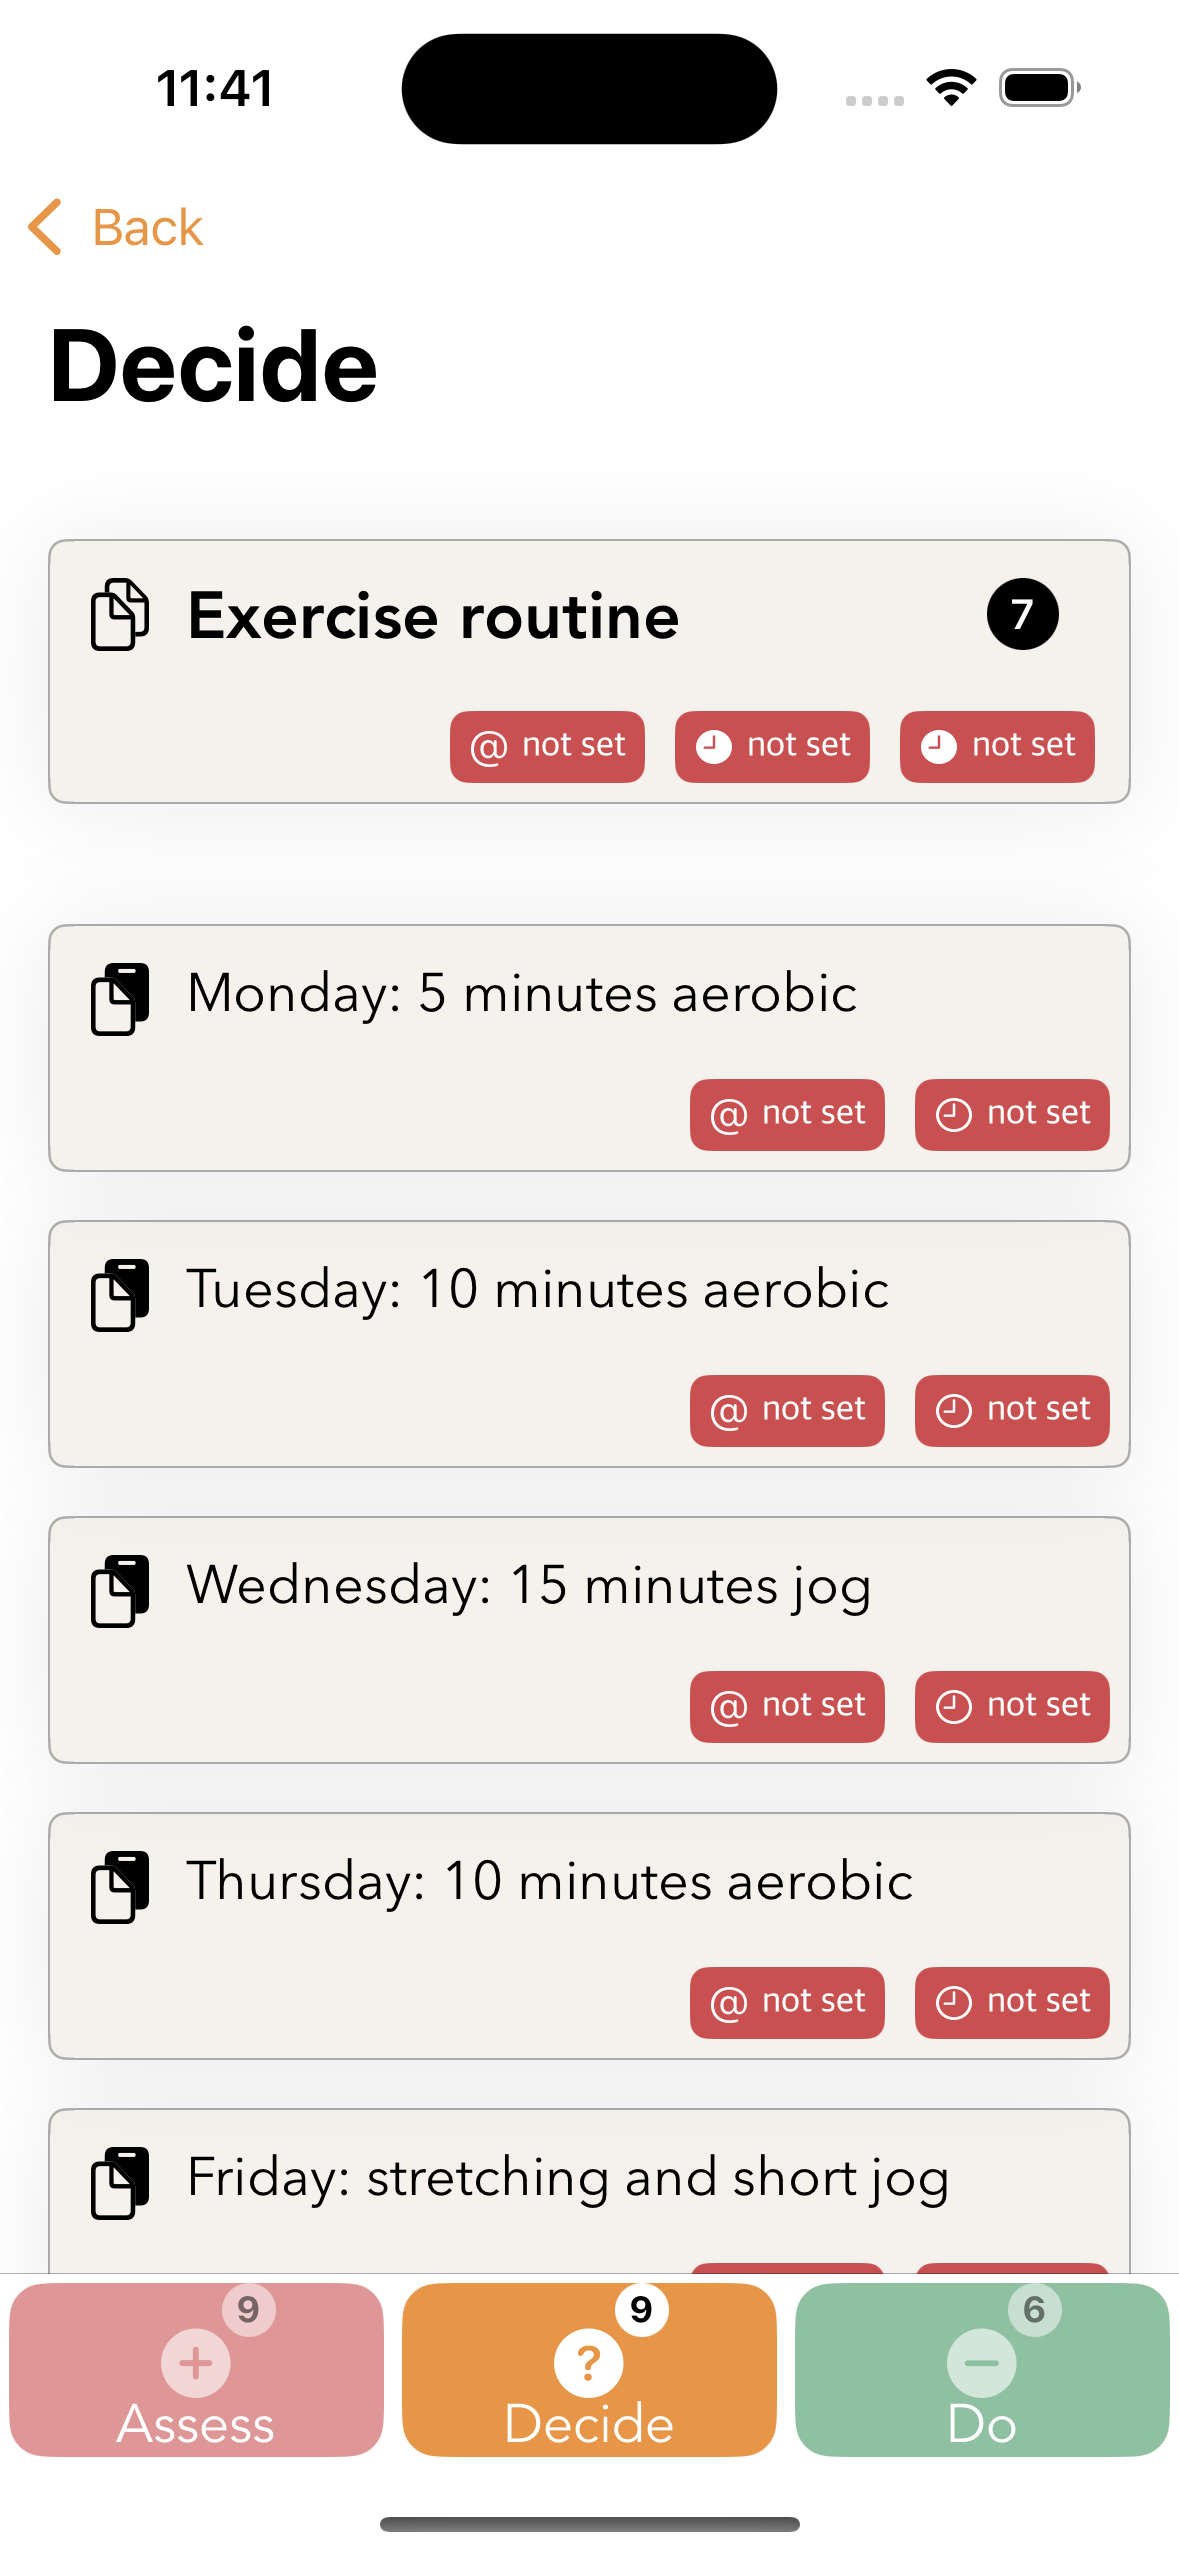 11:41
Back
Decide
Exercise routine 7
@ not set not set not set
Monday: 5 minutes aerobic
@ not set not set
Tuesday: 10 minutes aerobic
@ not set not set
Wednesday: 15 minutes jog
@ not set not set
Thursday: 10 minutes aerobic
@ not set not set
Friday: stretching and short jog
9 9 6
+ ? −
Assess Decide Do